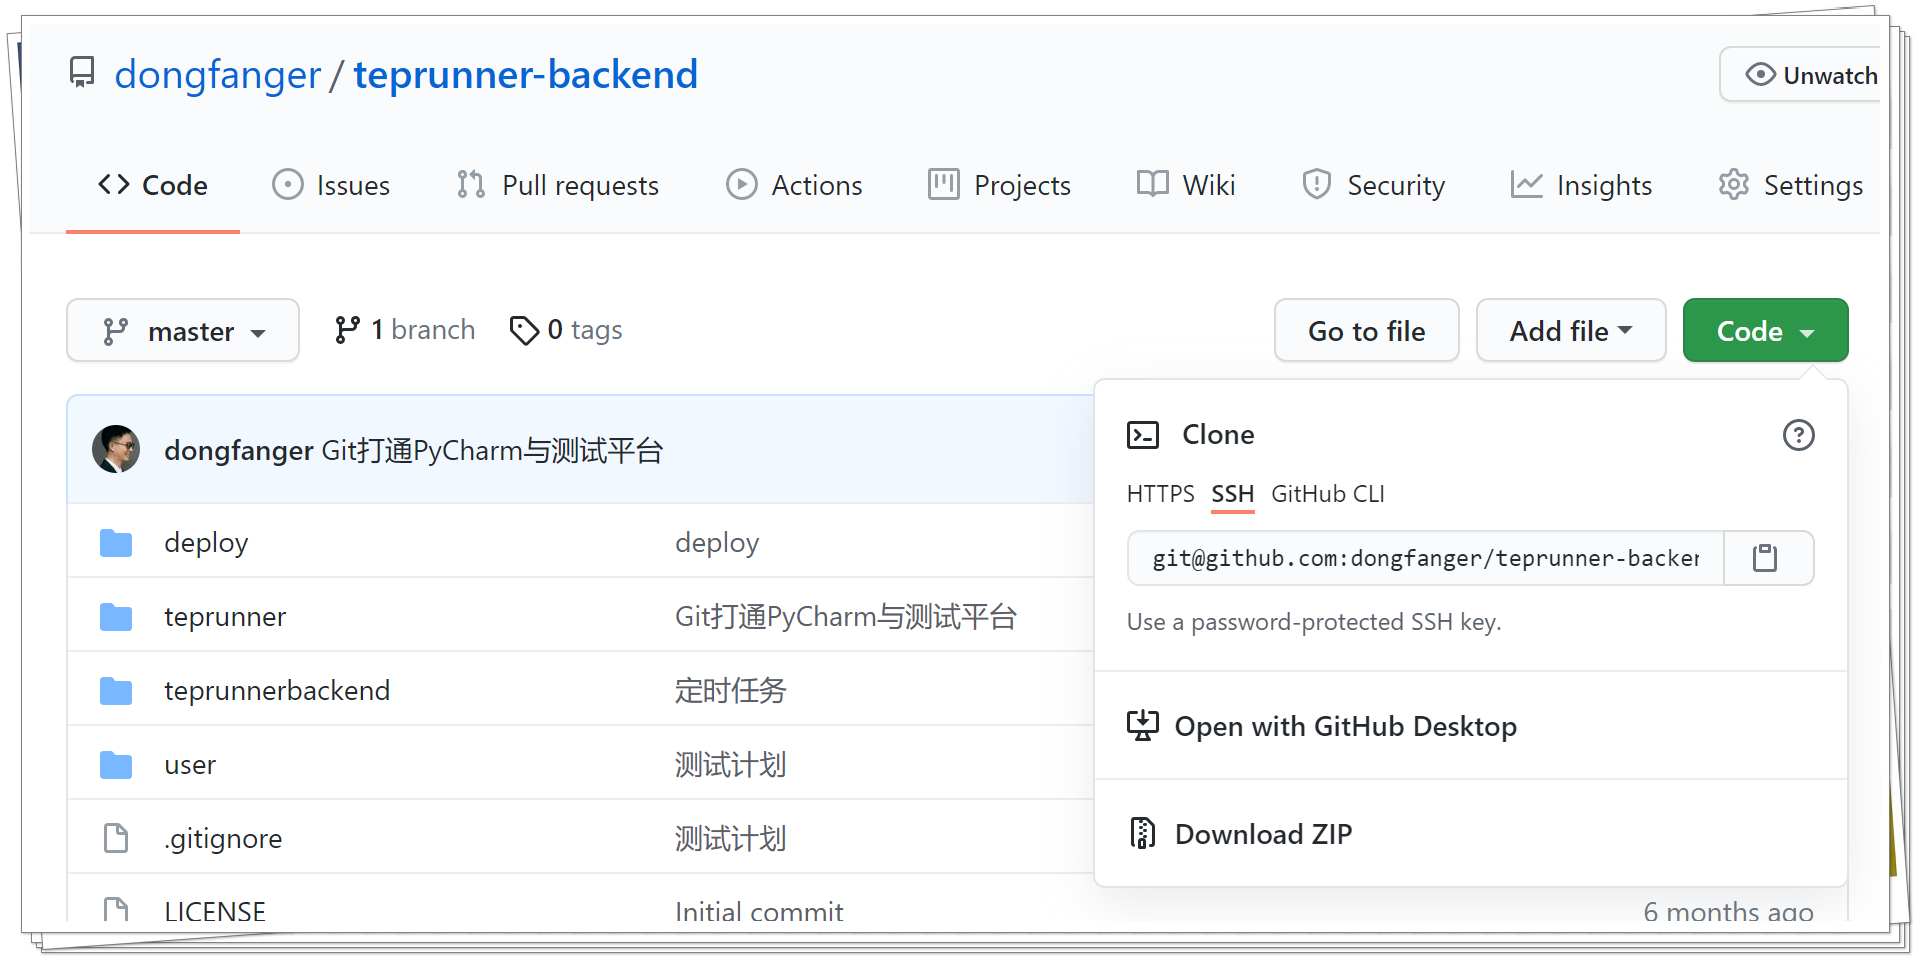 dongfanger / teprunner-backend
Unwatch
Code Issues Pull requests Actions Projects Wiki Security Insights Settings
master 1 branch 0 tags Go to file Add file Code
dongfanger Git打通PyCharm与测试平台
deploy deploy
teprunner Git打通PyCharm与测试平台
teprunnerbackend 定时任务
user 测试计划
.gitignore 测试计划
LICENSE Initial commit 6 months ago
Clone
HTTPS SSH GitHub CLI
git@github.com:dongfanger/teprunner-backen
Use a password-protected SSH key.
Open with GitHub Desktop
Download ZIP